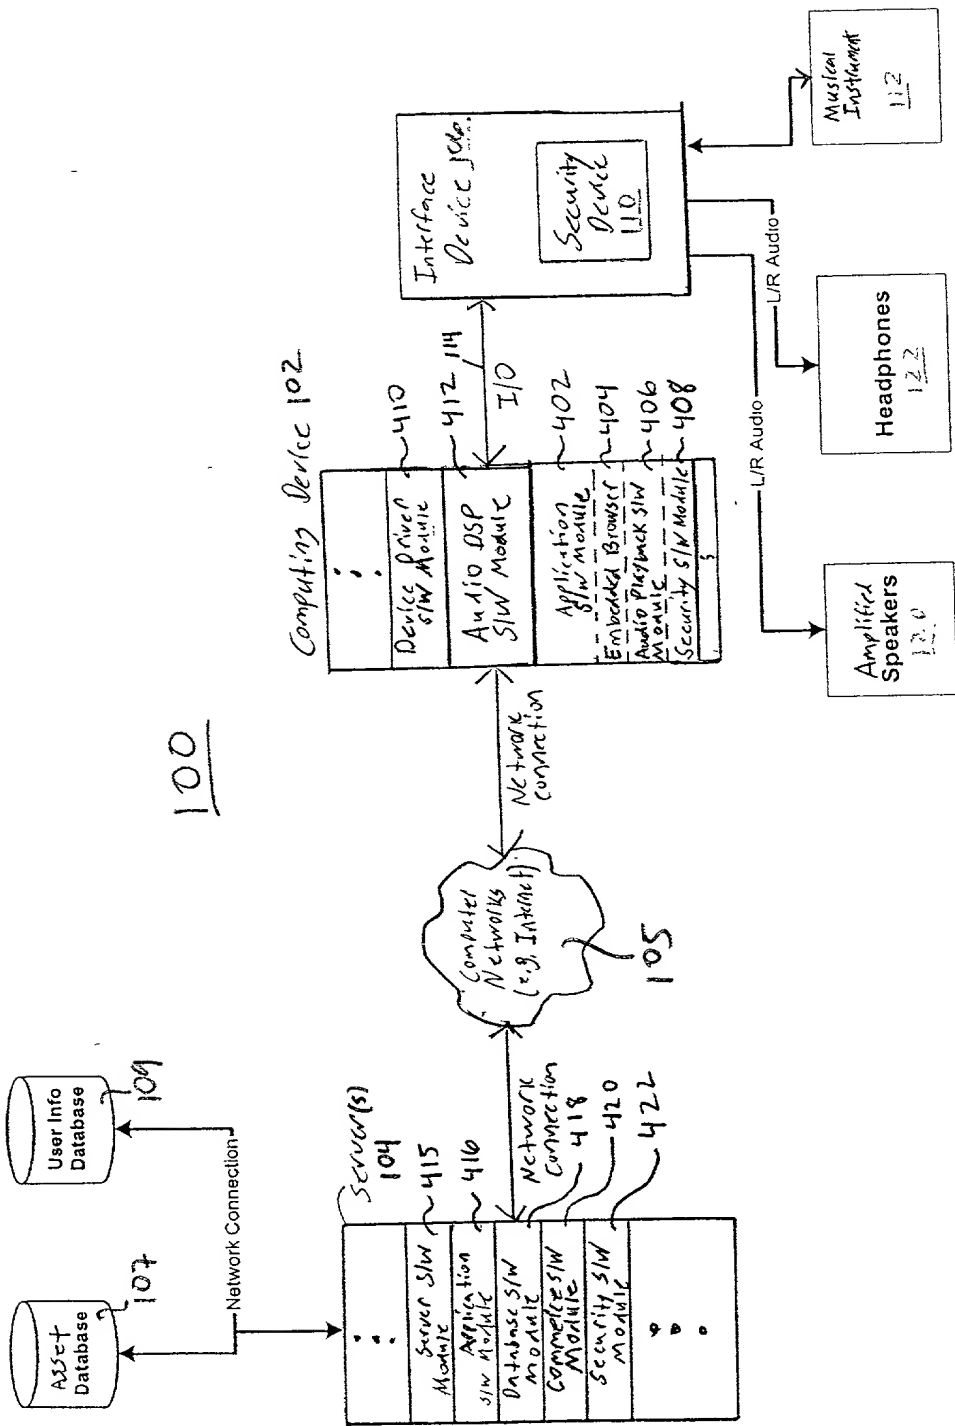 100
Asset
Database
107
User Info
Database
109
Network Connection
Server(s)
104
Server S/W
Module
415
Application
S/W Module
416
Database S/W
Module
418
Commerce S/W
Module
420
Security S/W
Module
422
Network
Connection
Computer
Networks
(e.g. Internet)
105
Network
Connection
Computing Device 102
Device Driver
S/W Module
410
Audio DSP
S/W Module
412
Application
S/W Module
402
Embedded Browser
404
Audio Playback S/W
Module
406
Security S/W Module
408
114
I/O
Interface
Device 106
Security
Device
110
L/R Audio
L/R Audio
Amplified
Speakers
120
Headphones
122
Musical
Instrument
112